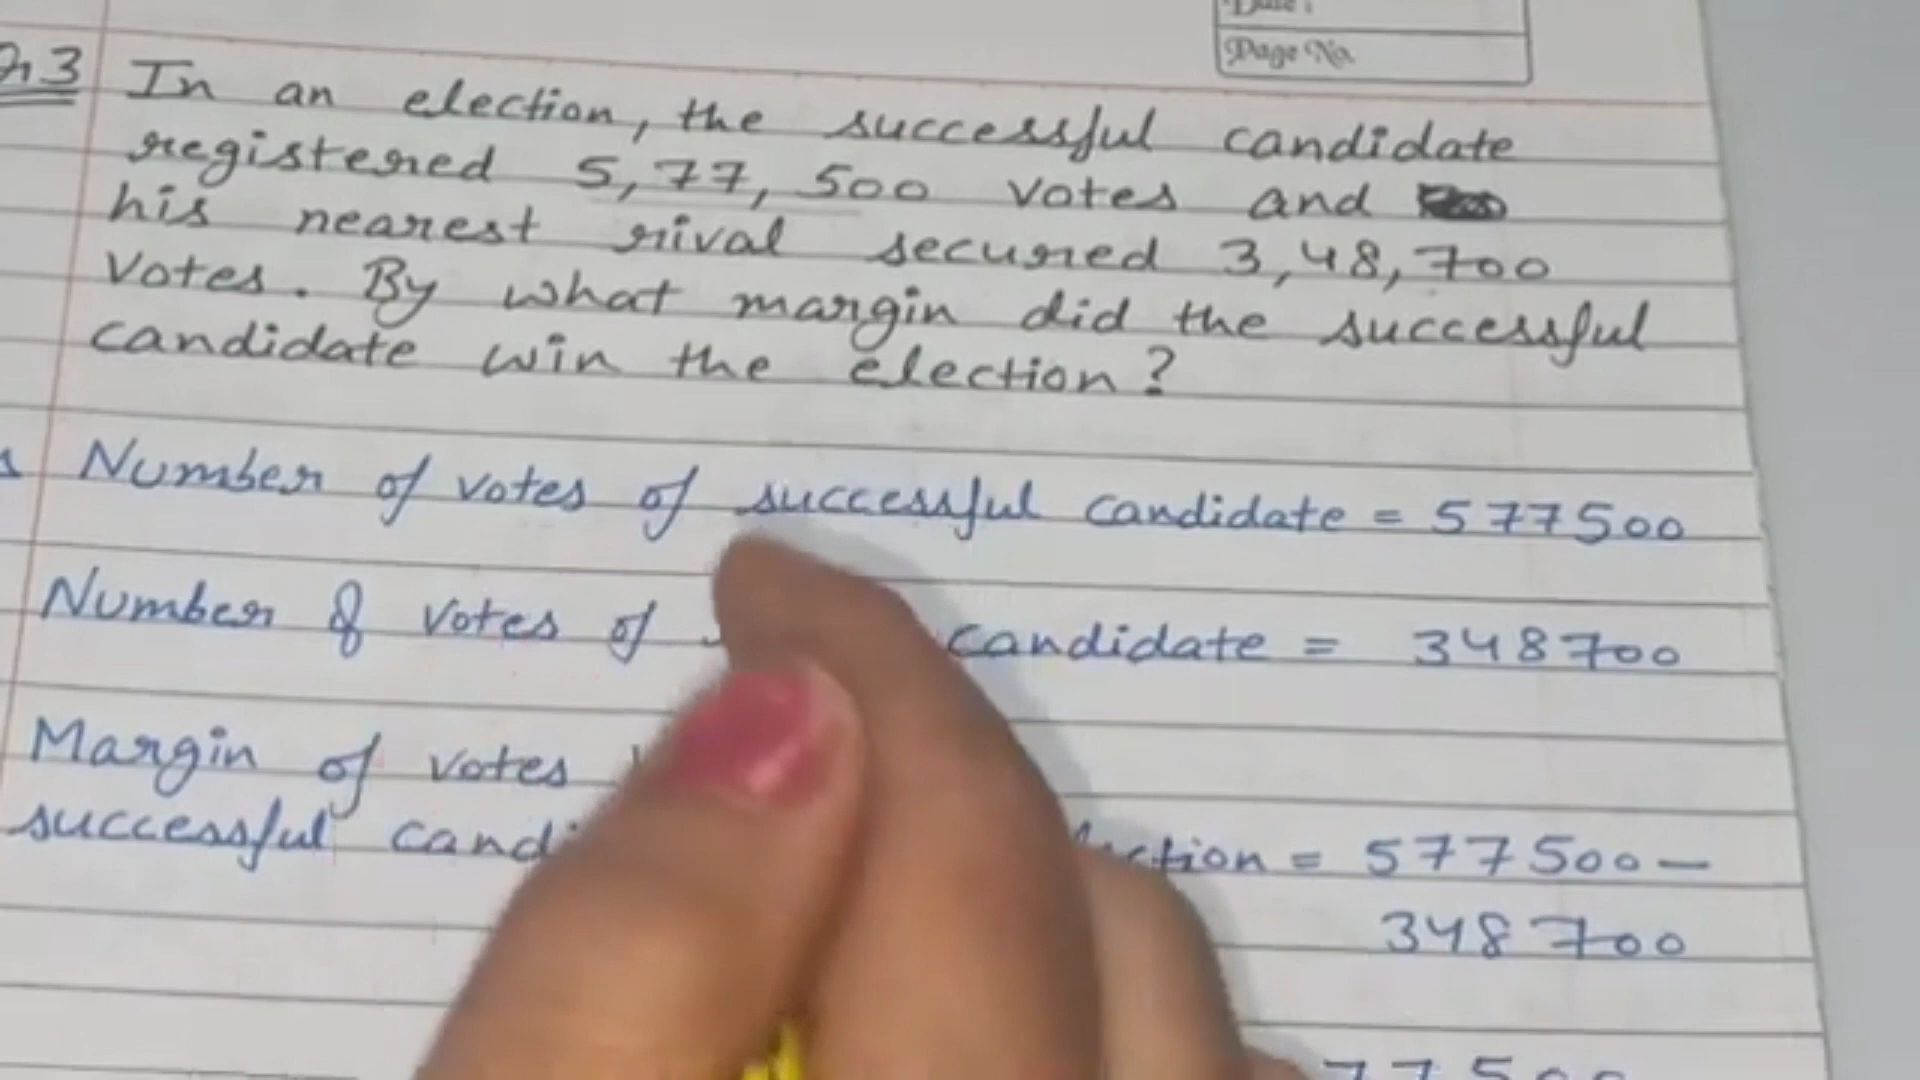 Date:
Page No.
3 In an election, the successful candidate
registered 5,77,500 votes and
his nearest rival secured 3,48,700
votes. By what margin did the successful
candidate win the election?
Number of votes of successful candidate = 577500
Number of votes of candidate = 348700
Margin of votes
successful = 577500 -
348700
77500